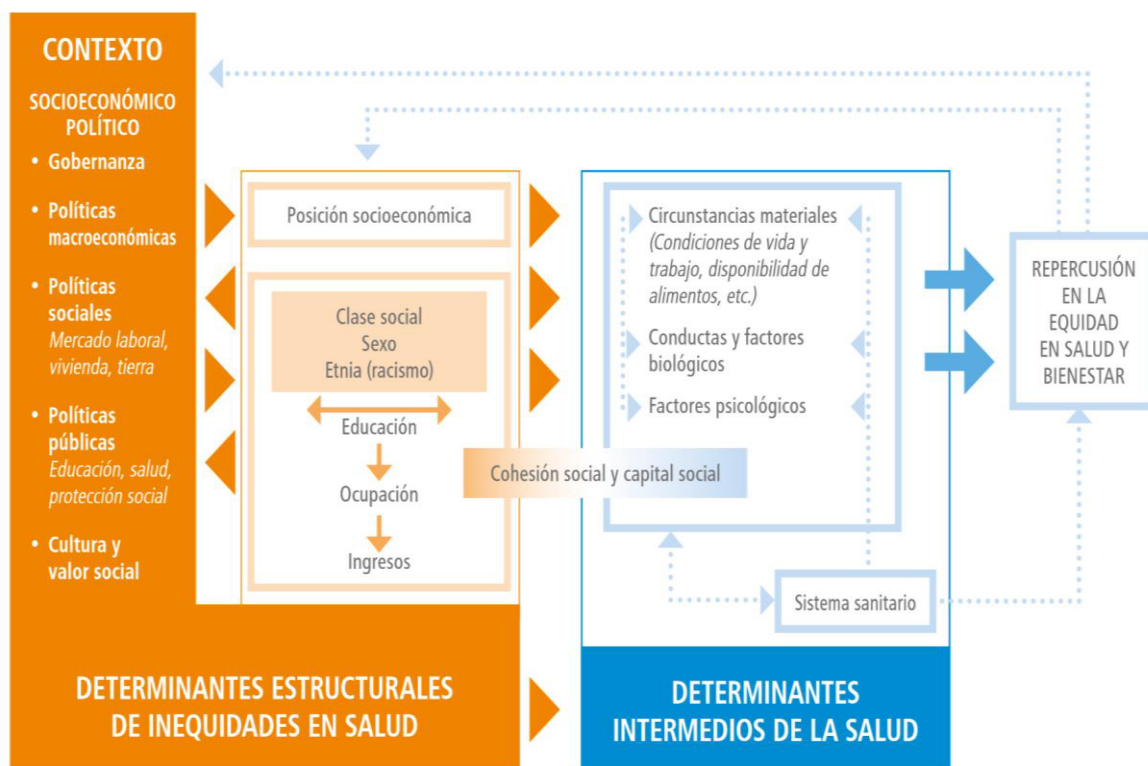 CONTEXTO
SOCIOECONÓMICO
POLÍTICO
• Gobernanza
• Políticas
macroeconómicas
• Políticas
sociales
Mercado laboral,
vivienda, tierra
• Políticas
públicas
Educación, salud,
protección social
• Cultura y
valor social
Posición socioeconómica
Clase social
Sexo
Etnia (racismo)
Educación
Ocupación
Ingresos
Cohesión social y capital social
Circunstancias materiales
(Condiciones de vida y
trabajo, disponibilidad de
alimentos, etc.)
Conductas y factores
biológicos
Factores psicológicos
Sistema sanitario
REPERCUSIÓN
EN LA
EQUIDAD
EN SALUD Y
BIENESTAR
DETERMINANTES ESTRUCTURALES
DE INEQUIDADES EN SALUD
DETERMINANTES
INTERMEDIOS DE LA SALUD